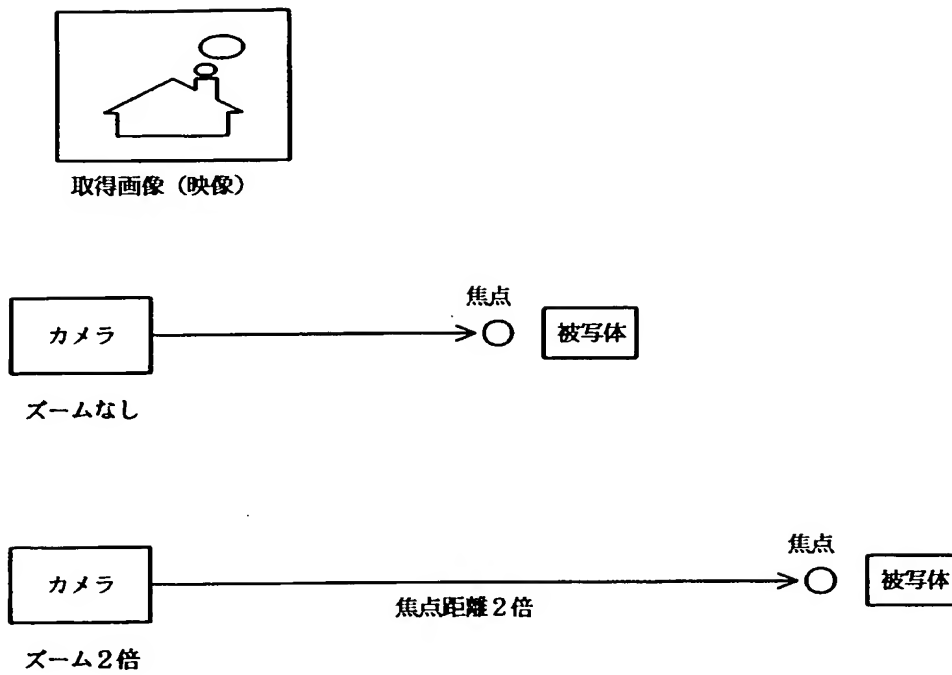 取得画像（映像）
焦点
カメラ
被写体
ズームなし
焦点
カメラ
被写体
焦点距離２倍
ズーム２倍